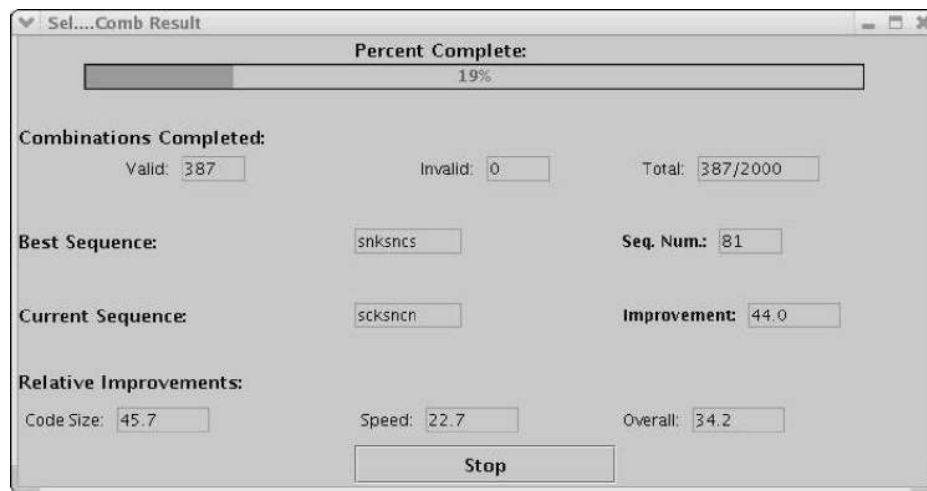 Sel....Comb Result
Percent Complete:
19%
Combinations Completed:
Valid: 387 Invalid: 0 Total: 387/2000
Best Sequence: snksncs Seq. Num.: 81
Current Sequence: scksncn Improvement: 44.0
Relative Improvements:
Code Size: 45.7 Speed: 22.7 Overall: 34.2
Stop